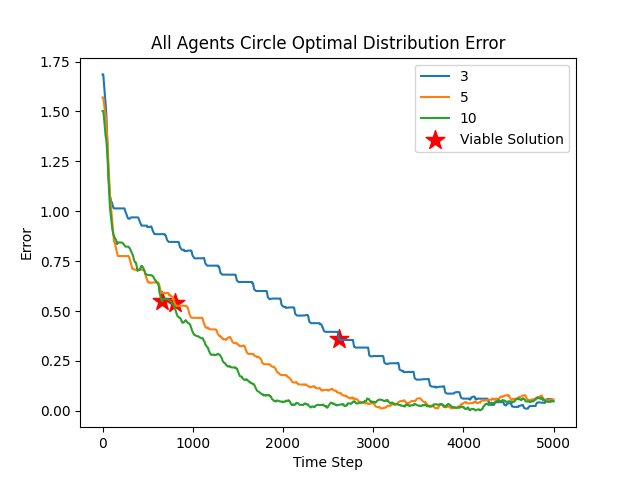 All Agents Circle Optimal Distribution Error
1.75
1.50
1.25
1.00
0.75
0.50
0.25
0.00
Error
3
5
10
Viable Solution
0 1000 2000 3000 4000 5000
Time Step